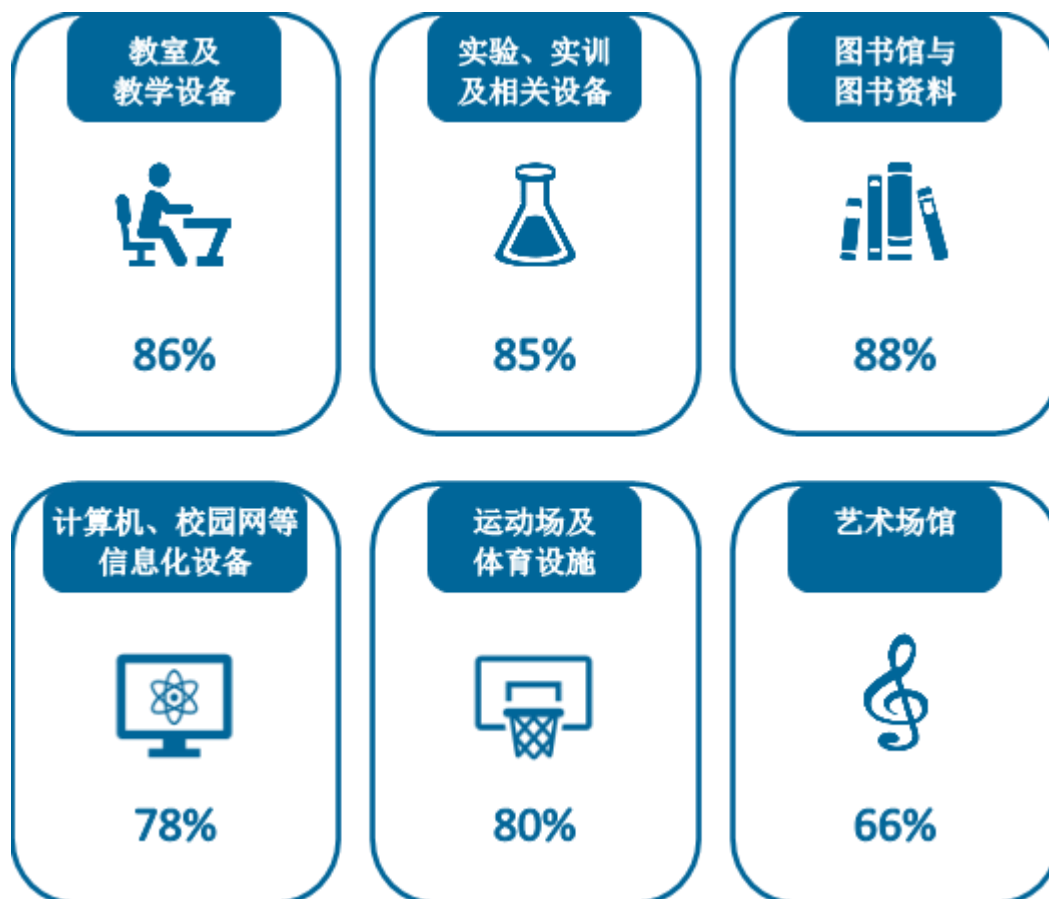 教室及
教学设备
86%
实验、实训
及相关设备
85%
图书馆与
图书资料
88%
计算机、校园网等
信息化设备
78%
运动场及
体育设施
80%
艺术场馆
66%